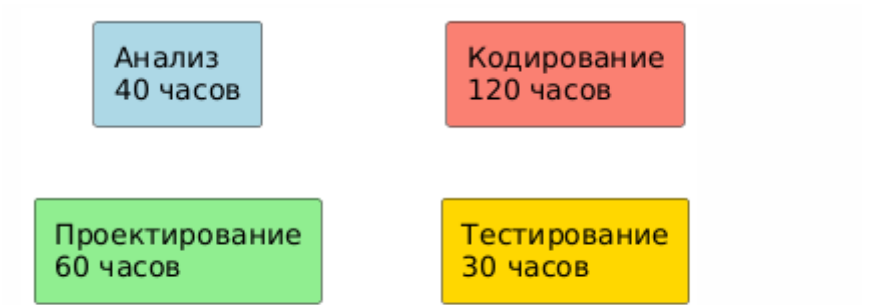 Анализ
40 часов
Кодирование
120 часов
Проектирование
60 часов
Тестирование
30 часов